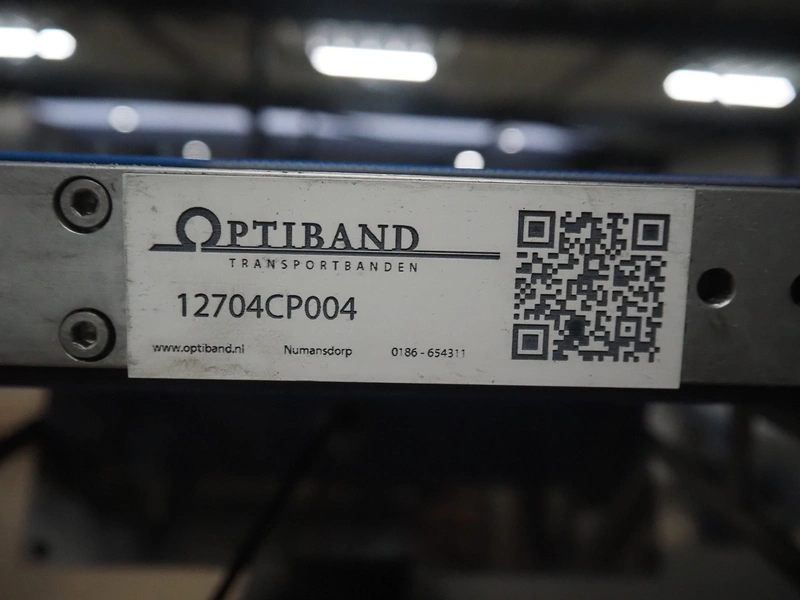 OPTIBAND
TRANSPORTBANDEN
12704CP004
www.optiband.nl Numansdorp 0186 - 654311